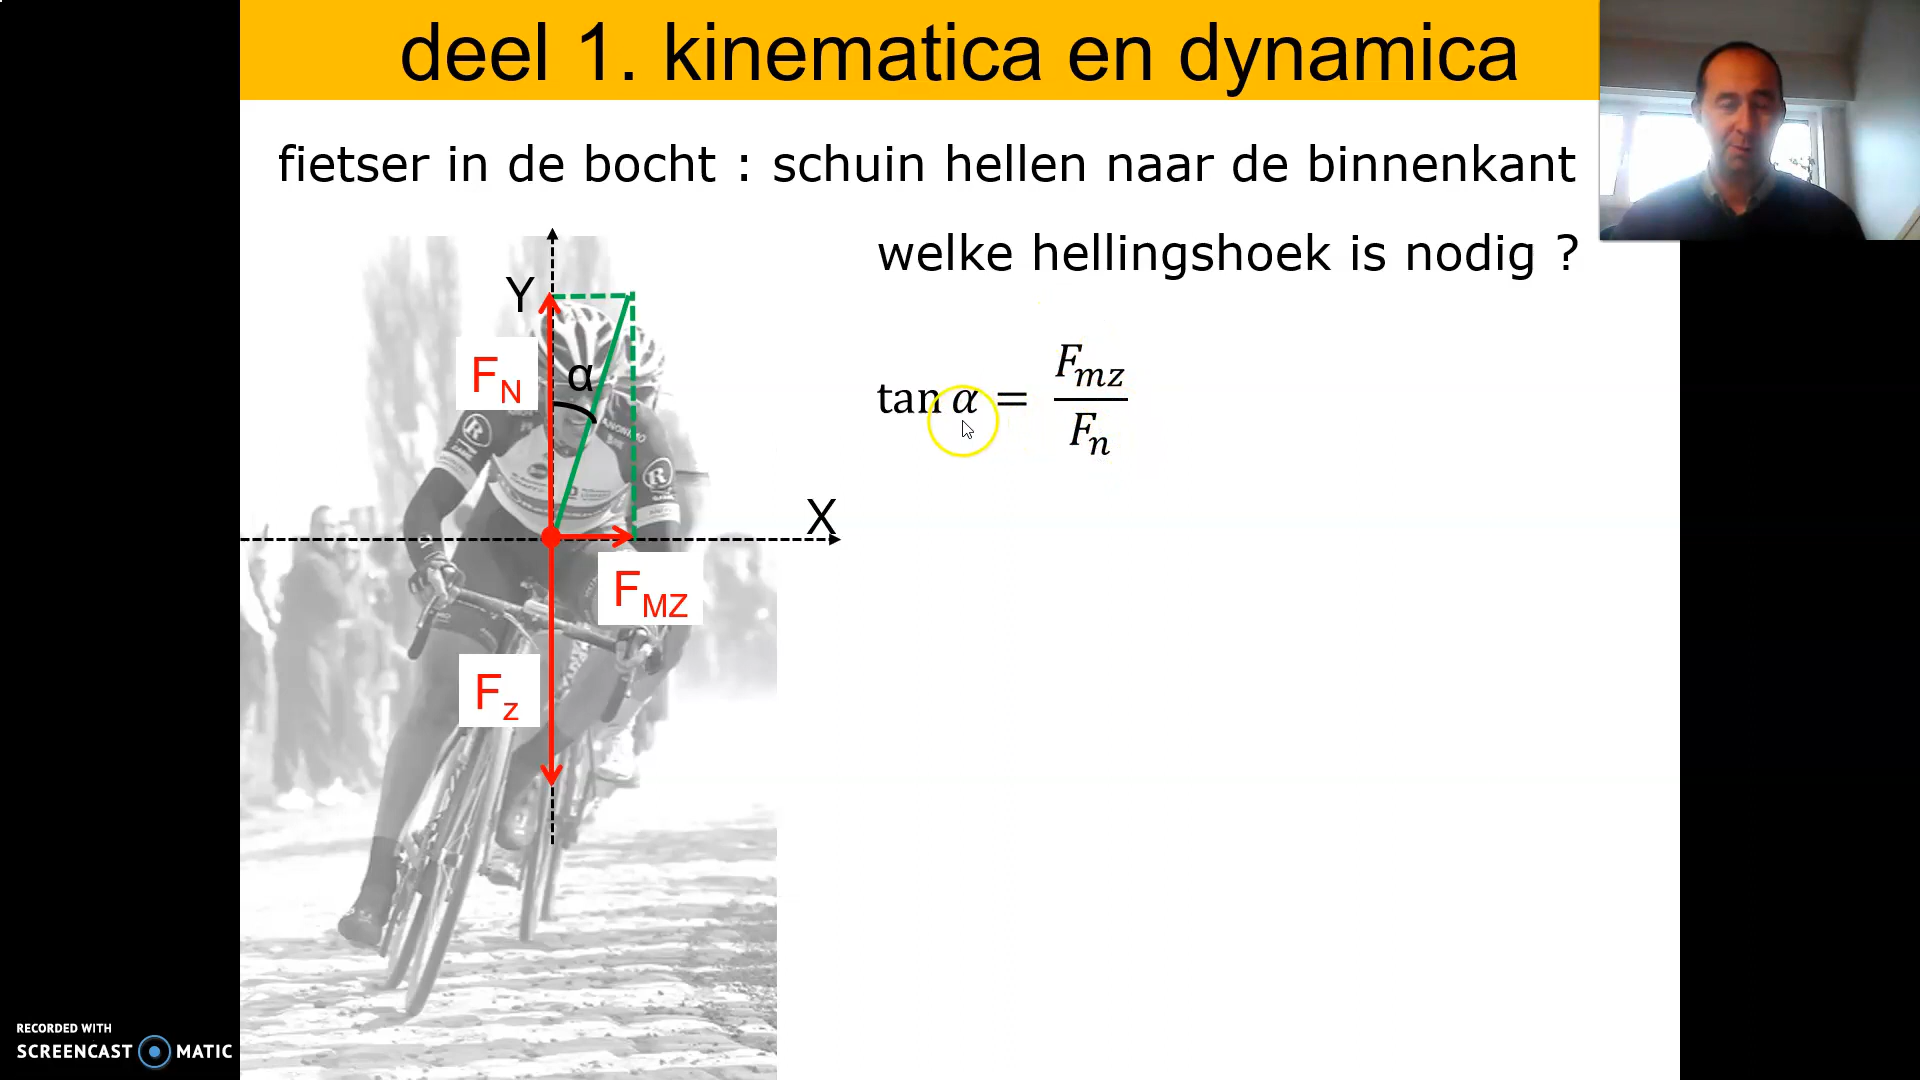 deel 1. kinematica en dynamica
fietser in de bocht : schuin hellen naar de binnenkant
welke hellingshoek is nodig ?
Y
F_N
α
tan α = F_mz / F_n
X
F_MZ
F_z
RECORDED WITH
SCREENCAST MATIC